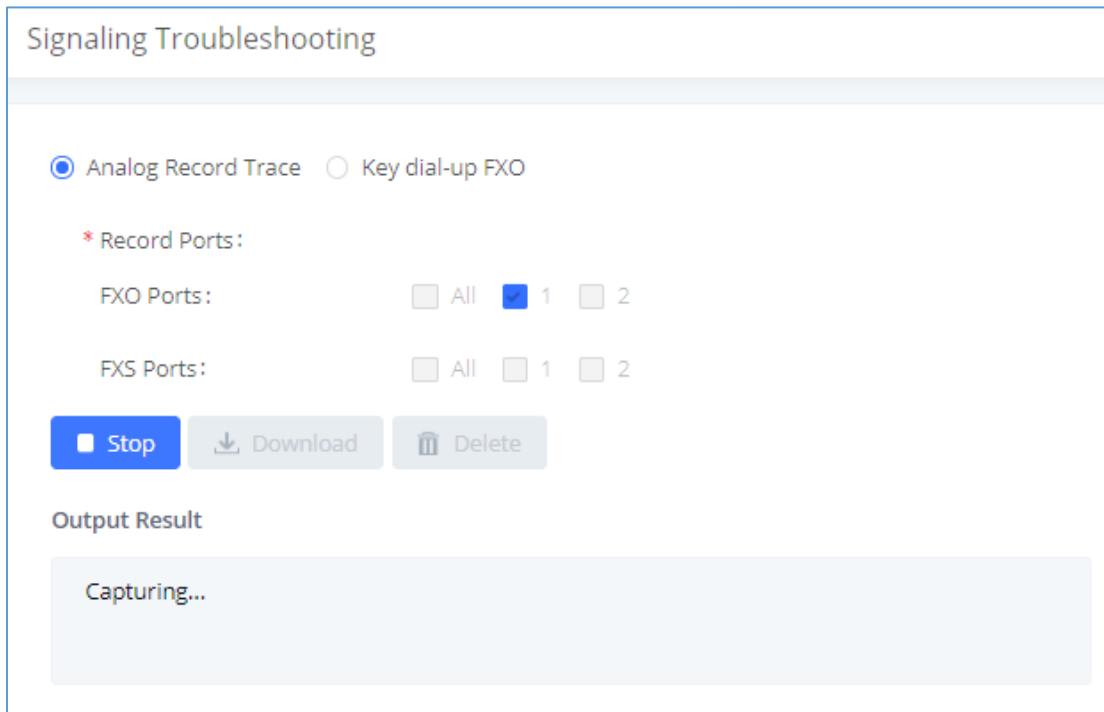 Signaling Troubleshooting
Analog Record Trace Key dial-up FXO
* Record Ports:
FXO Ports: All 1 2
FXS Ports: All 1 2
Stop Download Delete
Output Result
Capturing...